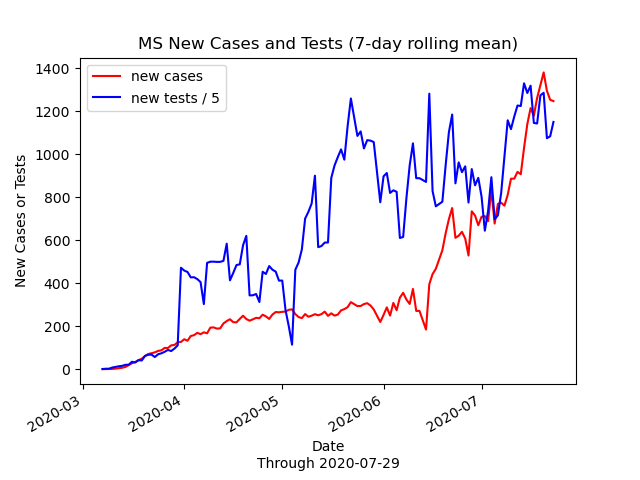 MS New Cases and Tests (7-day rolling mean)
new cases
new tests / 5
New Cases or Tests
1400
1200
1000
800
600
400
200
0
2020-03
2020-04
2020-05
2020-06
2020-07
Date
Through 2020-07-29